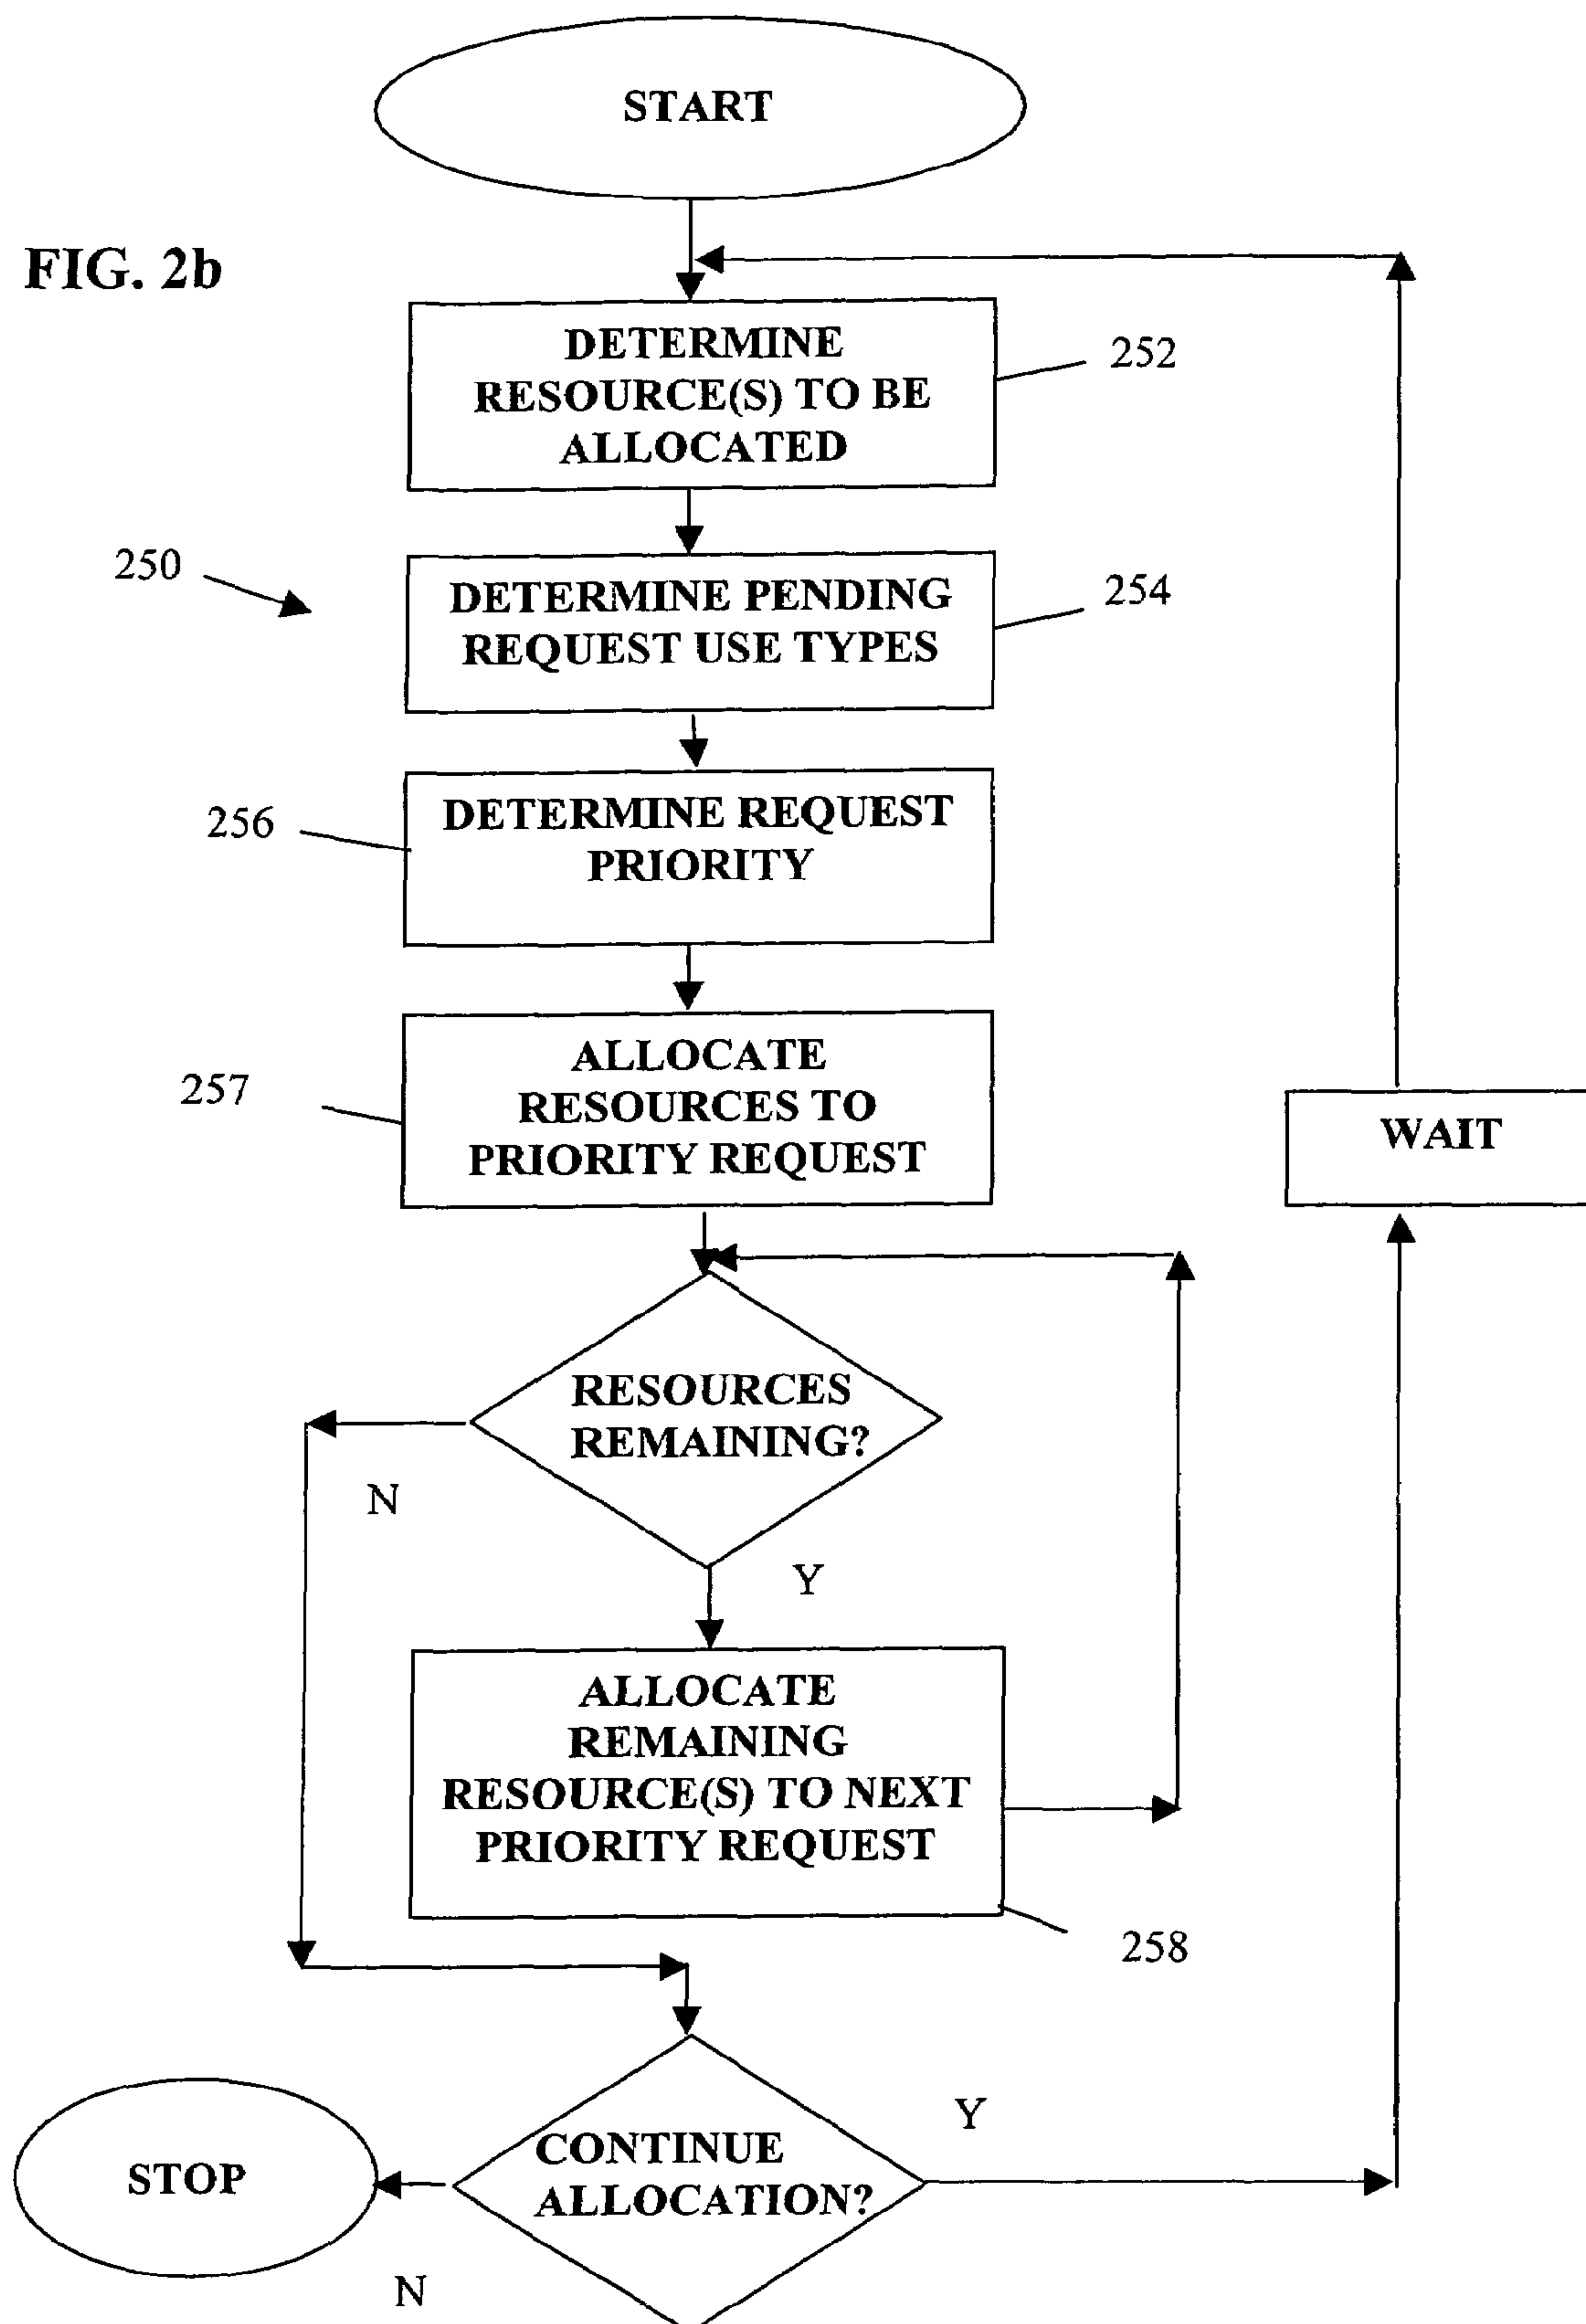 START
FIG. 2b
DETERMINE
RESOURCE(S) TO BE
ALLOCATED
252
250
DETERMINE PENDING
REQUEST USE TYPES
254
256
DETERMINE REQUEST
PRIORITY
257
ALLOCATE
RESOURCES TO
PRIORITY REQUEST
WAIT
RESOURCES
REMAINING?
N
Y
ALLOCATE
REMAINING
RESOURCE(S) TO NEXT
PRIORITY REQUEST
258
STOP
CONTINUE
ALLOCATION?
Y
N